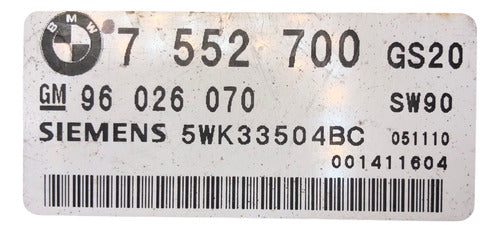 BMW 7 552 700 GS20
GM 96 026 070 SW90
SIEMENS 5WK33504BC 051110
001411604